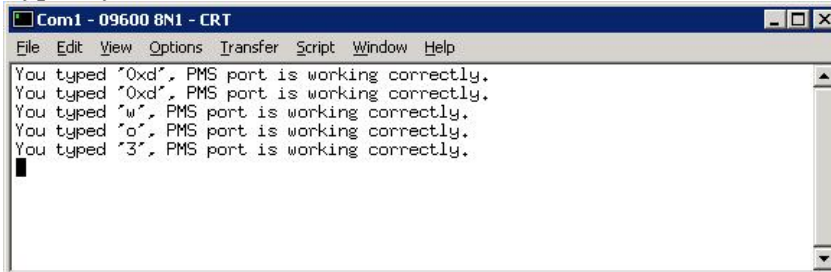 Com1 - 09600 8N1 - CRT
File Edit View Options Transfer Script Window Help
You typed "0xd", PMS port is working correctly.
You typed "0xd", PMS port is working correctly.
You typed "w", PMS port is working correctly.
You typed "o", PMS port is working correctly.
You typed "3", PMS port is working correctly.